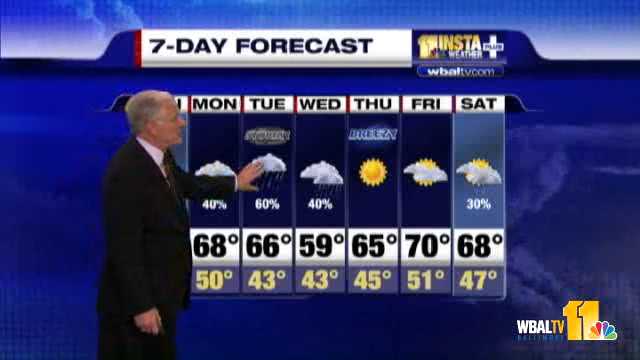 7-DAY FORECAST
11 INSTA WEATHER PLUS
wbaltv.com
MON TUE WED THU FRI SAT
STORMY BREEZY
40% 60% 40% 30%
68° 66° 59° 65° 70° 68°
50° 43° 43° 45° 51° 47°
WBALTV 11
BALTIMORE